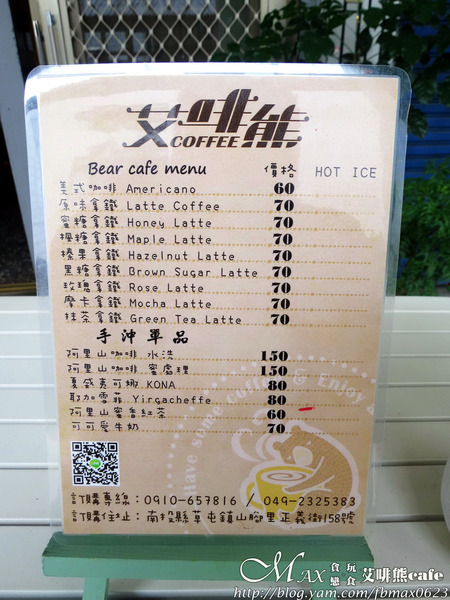 艾啡熊
COFFEE
Bear cafe menu 價格 HOT ICE
美式咖啡 Americano 60
原味拿鐵 Latte Coffee 70
蜜糖拿鐵 Honey Latte 70
楓糖拿鐵 Maple Latte 70
榛果拿鐵 Hazelnut Latte 70
黑糖拿鐵 Brown Sugar Latte 70
玫瑰拿鐵 Rose Latte 70
摩卡拿鐵 Mocha Latte 70
抹茶拿鐵 Green Tea Latte 70
手沖單品
阿里山咖啡 水洗 150
阿里山咖啡 蜜處理 150
夏威夷可娜 KONA 80
耶加雪菲 Yirgacheffe 80
阿里山蜜香紅茶 60
可可愛牛奶 70
Have some coffee & Enjoy
訂購專線：0910-657816 / 049-2325383
訂購住址：南投縣草屯鎮山腳里正義街158號
MAX 貪玩戀食 艾啡熊cafe
http://blog.yam.com/fbmax0623